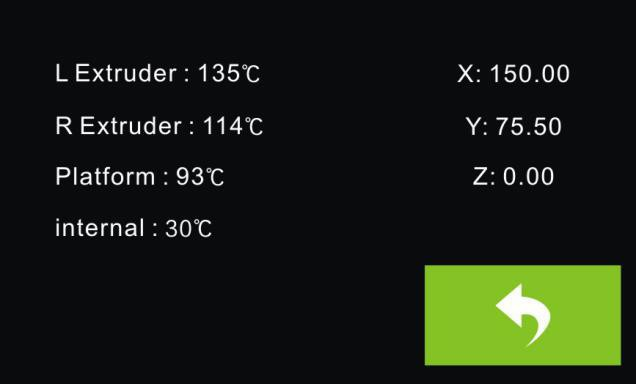 L Extruder : 135℃ X: 150.00
R Extruder : 114℃ Y: 75.50
Platform : 93℃ Z: 0.00
internal : 30℃